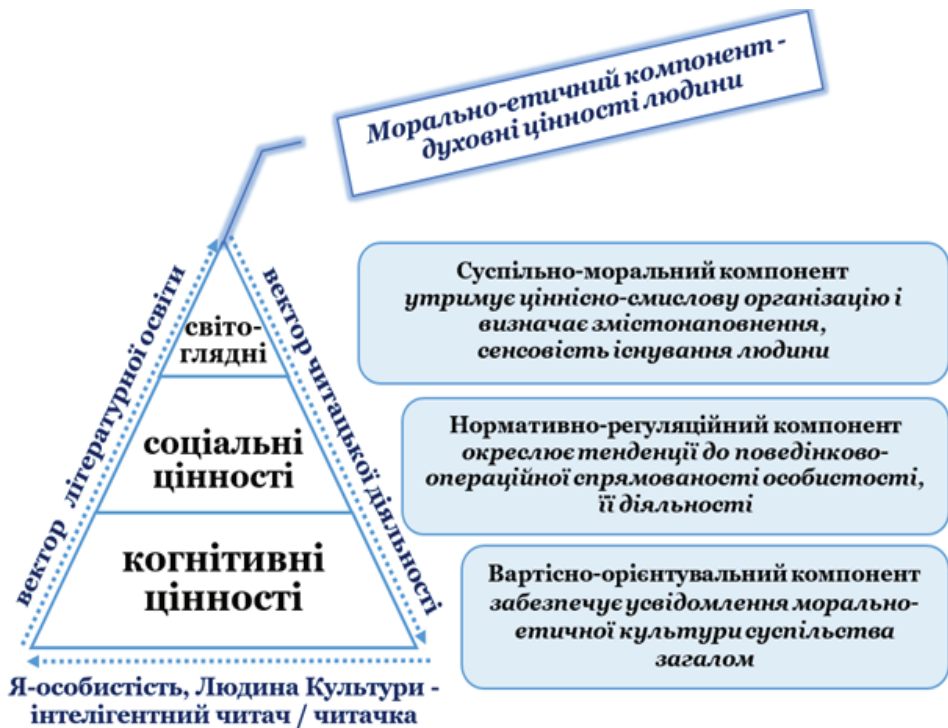 Морально-етичний компонент -
духовні цінності людини
вектор літературної освіти
вектор читацької діяльності
світо-
глядні
соціальні
цінності
когнітивні
цінності
Суспільно-моральний компонент
утримує ціннісно-смислову організацію і
визначає змістонаповнення,
сенсовість існування людини
Нормативно-регуляційний компонент
окреслює тенденції до поведінково-
операційної спрямованості особистості,
її діяльності
Вартісно-орієнтувальний компонент
забезпечує усвідомлення морально-
етичної культури суспільства
загалом
Я-особистість, Людина Культури -
інтелігентний читач / читачка